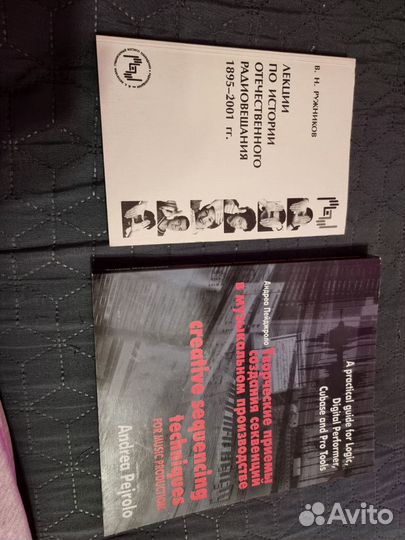 В. Н. РУЖНИКОВ
ЛЕКЦИИ
ПО ИСТОРИИ
ОТЕЧЕСТВЕННОГО
РАДИОВЕЩАНИЯ
1895–2001 гг.
A practical guide for Logic,
Digital Performer,
Cubase and Pro Tools
Андреа Пейджроло
Творческие приемы
создания секвенций
в музыкальном производстве
creative sequencing
techniques
FOR MUSIC PRODUCTION
Andrea Pejrolo
Avito